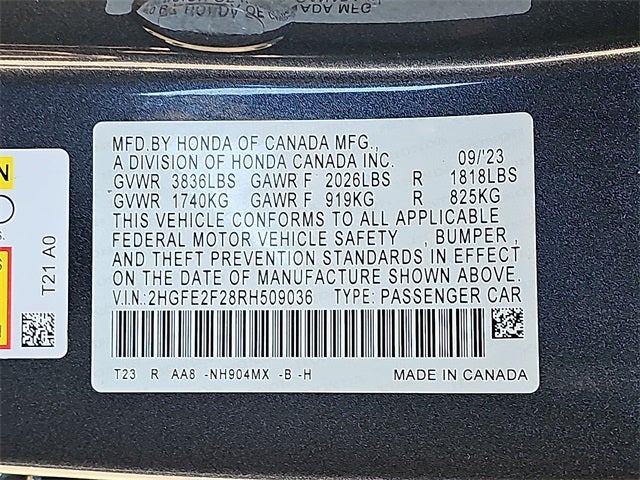 MFD.BY HONDA OF CANADA MFG.,
A DIVISION OF HONDA CANADA INC. 09/'23
GVWR 3836LBS GAWR F 2026LBS R 1818LBS
GVWR 1740KG GAWR F 919KG R 825KG
THIS VEHICLE CONFORMS TO ALL APPLICABLE
FEDERAL MOTOR VEHICLE SAFETY , BUMPER ,
AND THEFT PREVENTION STANDARDS IN EFFECT
ON THE DATE OF MANUFACTURE SHOWN ABOVE.
V.I.N.:2HGFE2F28RH509036 TYPE: PASSENGER CAR
T23 R AA8 -NH904MX -B -H MADE IN CANADA
T21 A0